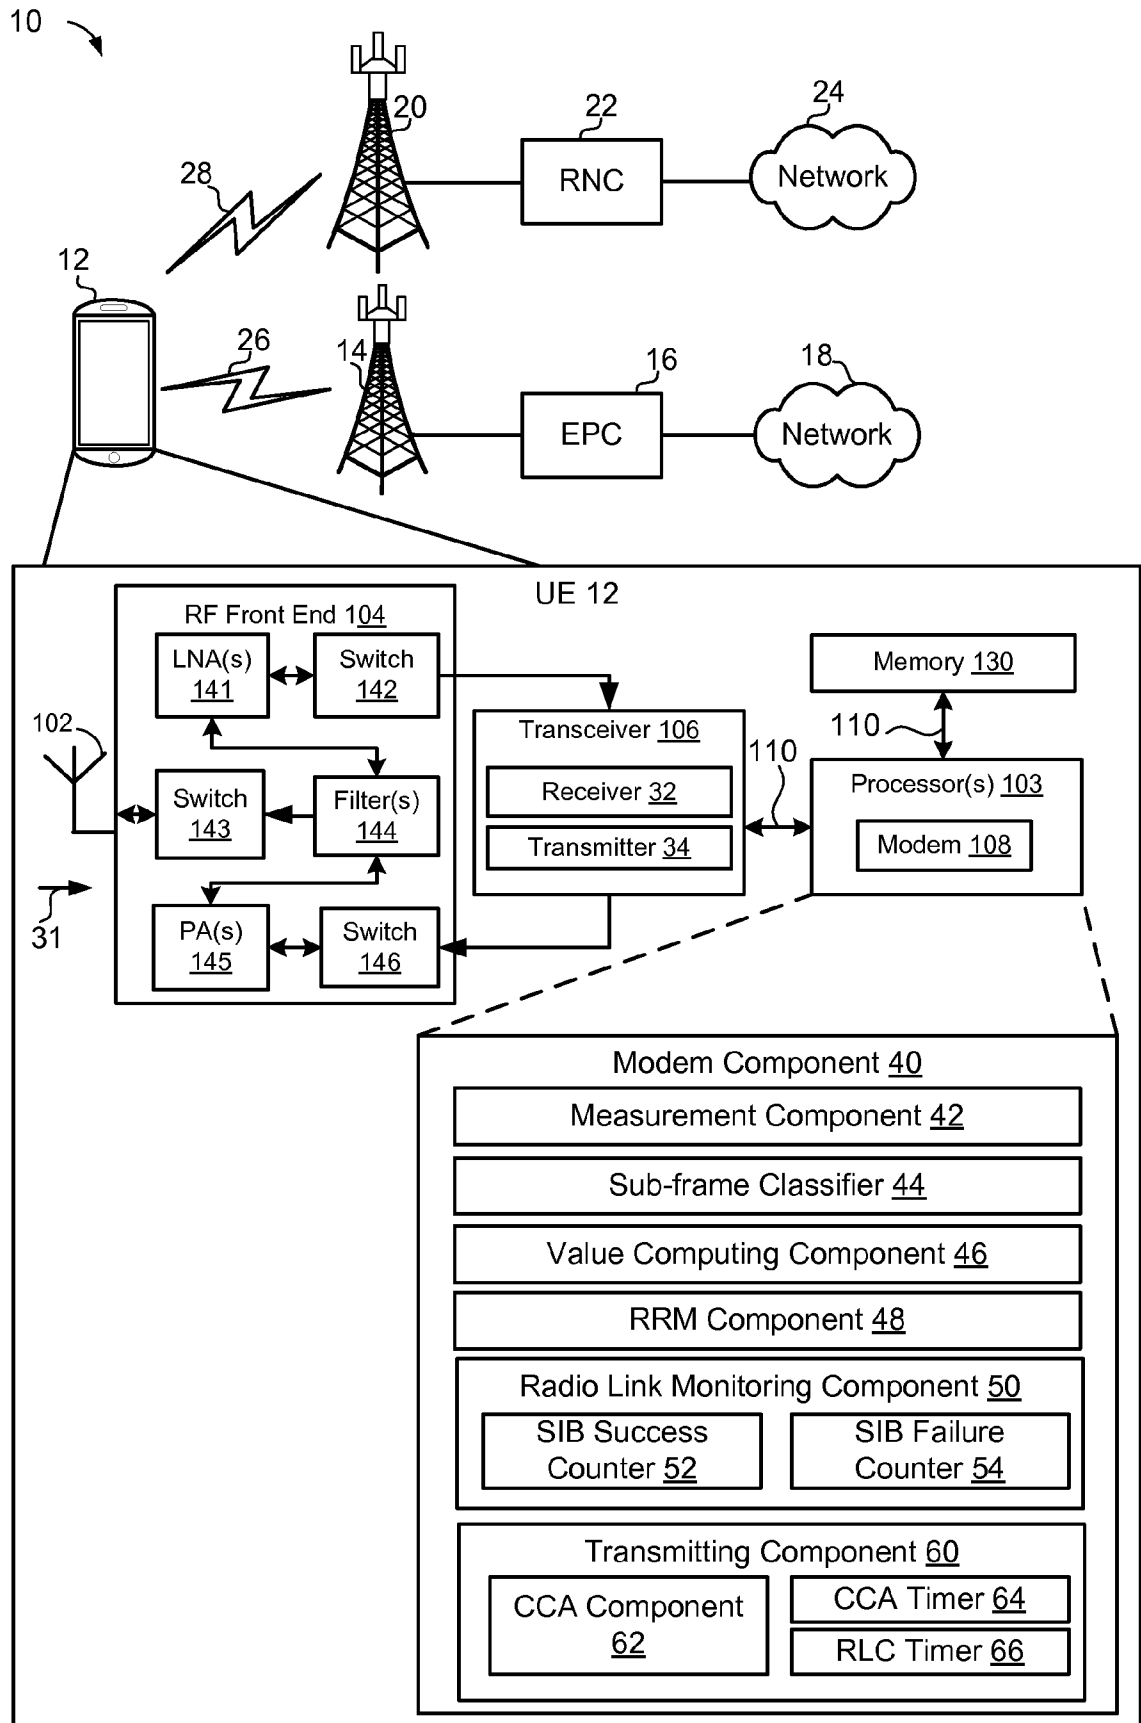 10
20
22
24
RNC
Network
28
12
26
14
16
18
EPC
Network
UE 12
RF Front End 104
LNA(s)
141
Switch
142
Memory 130
102
Transceiver 106
110
110
Receiver 32
Transmitter 34
Processor(s) 103
Modem 108
Switch
143
Filter(s)
144
31
PA(s)
145
Switch
146
Modem Component 40
Measurement Component 42
Sub-frame Classifier 44
Value Computing Component 46
RRM Component 48
Radio Link Monitoring Component 50
SIB Success
Counter 52
SIB Failure
Counter 54
Transmitting Component 60
CCA Component
62
CCA Timer 64
RLC Timer 66